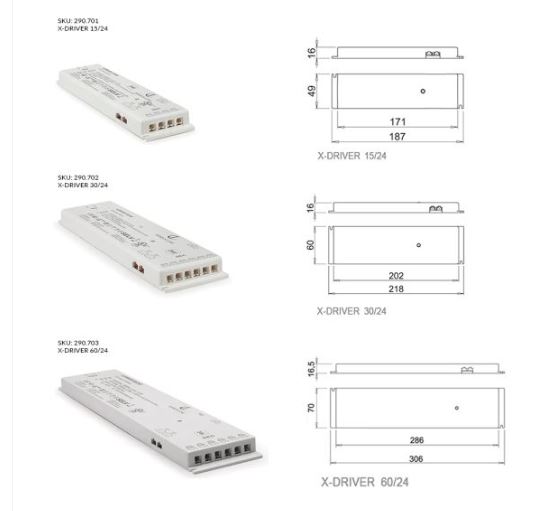 SKU: 290.701
X-DRIVER 15/24
16
49
171
187
X-DRIVER 15/24
SKU: 290.702
X-DRIVER 30/24
16
60
202
218
X-DRIVER 30/24
SKU: 290.703
X-DRIVER 60/24
16,5
70
286
306
X-DRIVER 60/24